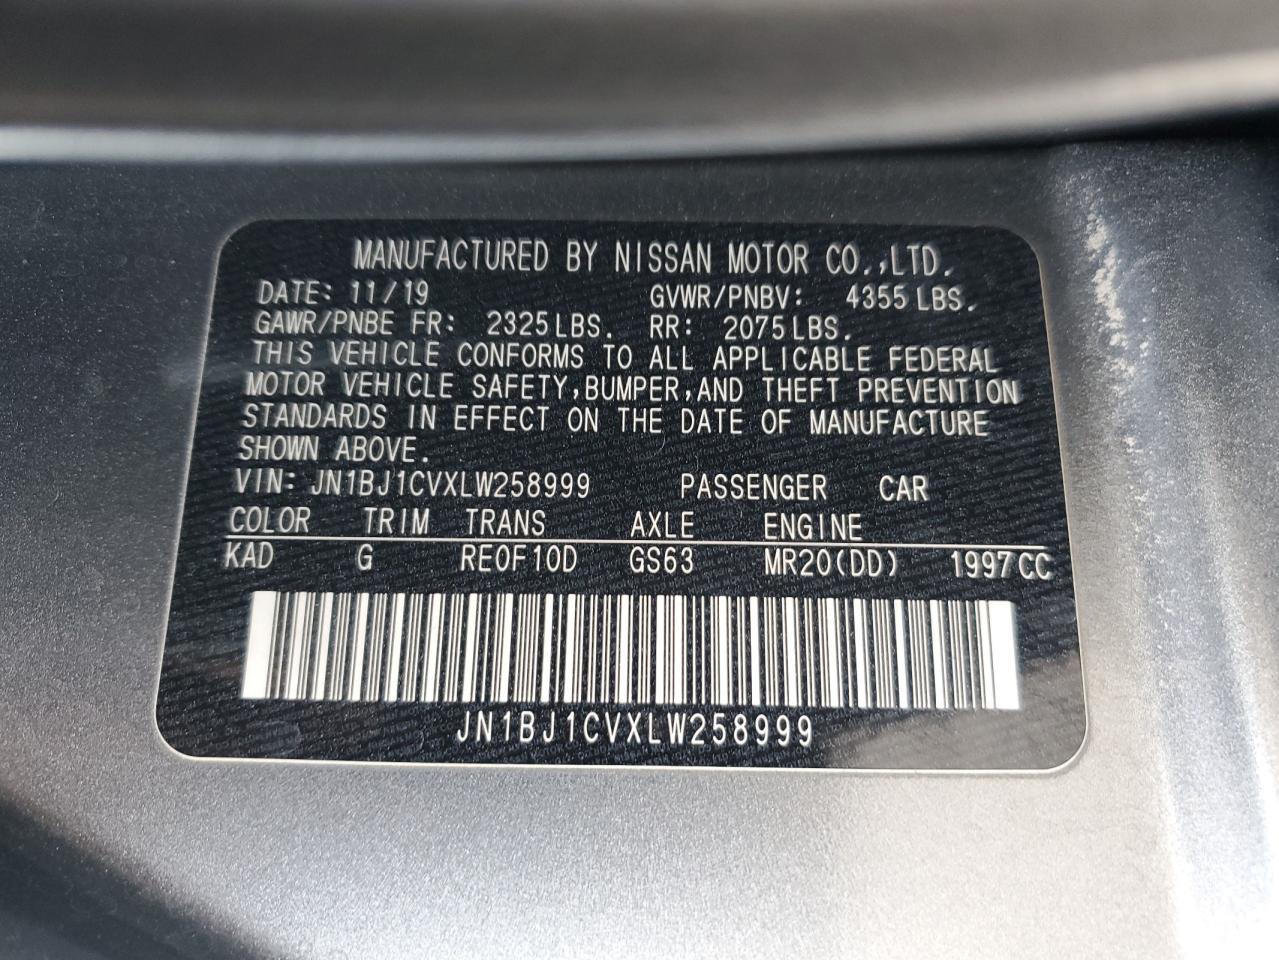 MANUFACTURED BY NISSAN MOTOR CO.,LTD.
DATE: 11/19 GVWR/PNBV: 4355 LBS.
GAWR/PNBE FR: 2325 LBS. RR: 2075 LBS.
THIS VEHICLE CONFORMS TO ALL APPLICABLE FEDERAL
MOTOR VEHICLE SAFETY,BUMPER,AND THEFT PREVENTION
STANDARDS IN EFFECT ON THE DATE OF MANUFACTURE
SHOWN ABOVE.
VIN: JN1BJ1CVXLW258999 PASSENGER CAR
COLOR TRIM TRANS AXLE ENGINE
KAD G RE0F10D GS63 MR20(DD) 1997 CC
JN1BJ1CVXLW258999